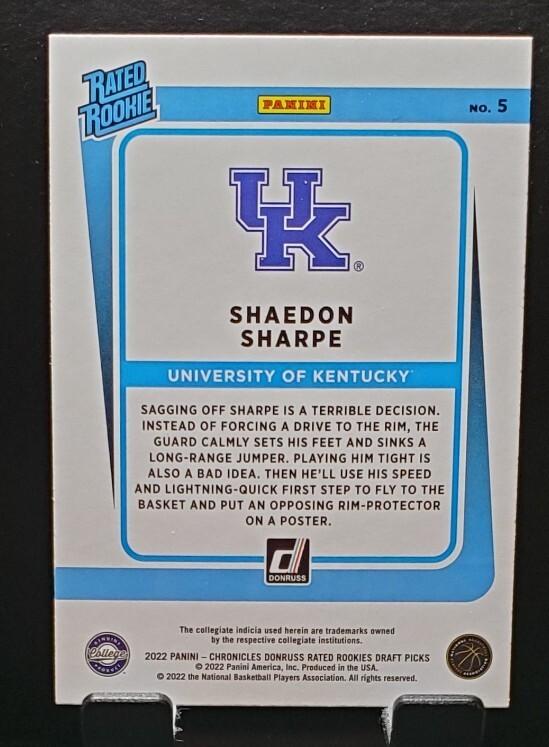 RATED
ROOKIE
PANINI
NO. 5
UK
®
SHAEDON
SHARPE
UNIVERSITY OF KENTUCKY
SAGGING OFF SHARPE IS A TERRIBLE DECISION.
INSTEAD OF FORCING A DRIVE TO THE RIM, THE
GUARD CALMLY SETS HIS FEET AND SINKS A
LONG-RANGE JUMPER. PLAYING HIM TIGHT IS
ALSO A BAD IDEA. THEN HE'LL USE HIS SPEED
AND LIGHTNING-QUICK FIRST STEP TO FLY TO THE
BASKET AND PUT AN OPPOSING RIM-PROTECTOR
ON A POSTER.
d
DONRUSS
The collegiate indicia used herein are trademarks owned
by the respective collegiate institutions.
GENUINE
College
PRODUCT
2022 PANINI – CHRONICLES DONRUSS RATED ROOKIES DRAFT PICKS
© 2022 Panini America, Inc. Produced in the USA.
© 2022 the National Basketball Players Association. All rights reserved.